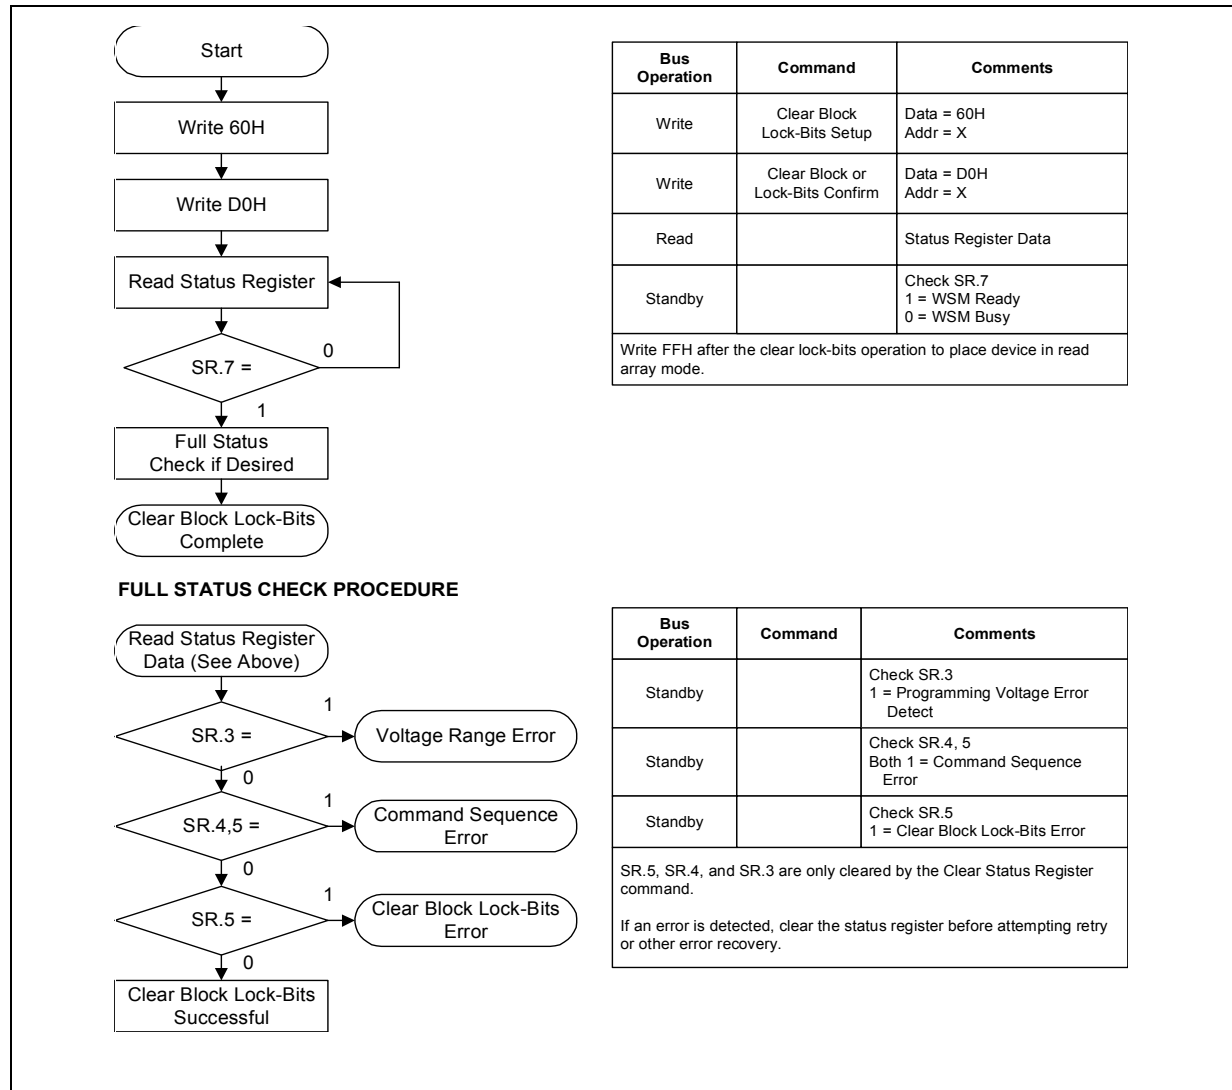 Start
Write 60H
Write D0H
Read Status Register
SR.7 =
0
1
Full Status
Check if Desired
Clear Block Lock-Bits
Complete
Bus
Operation
Command
Comments
Write
Clear Block
Lock-Bits Setup
Data = 60H
Addr = X
Write
Clear Block or
Lock-Bits Confirm
Data = D0H
Addr = X
Read
Status Register Data
Standby
Check SR.7
1 = WSM Ready
0 = WSM Busy
Write FFH after the clear lock-bits operation to place device in read
array mode.
FULL STATUS CHECK PROCEDURE
Read Status Register
Data (See Above)
SR.3 =
1
Voltage Range Error
0
SR.4,5 =
1
Command Sequence
Error
0
SR.5 =
1
Clear Block Lock-Bits
Error
0
Clear Block Lock-Bits
Successful
Bus
Operation
Command
Comments
Standby
Check SR.3
1 = Programming Voltage Error
Detect
Standby
Check SR.4, 5
Both 1 = Command Sequence
Error
Standby
Check SR.5
1 = Clear Block Lock-Bits Error
SR.5, SR.4, and SR.3 are only cleared by the Clear Status Register
command.
If an error is detected, clear the status register before attempting retry
or other error recovery.